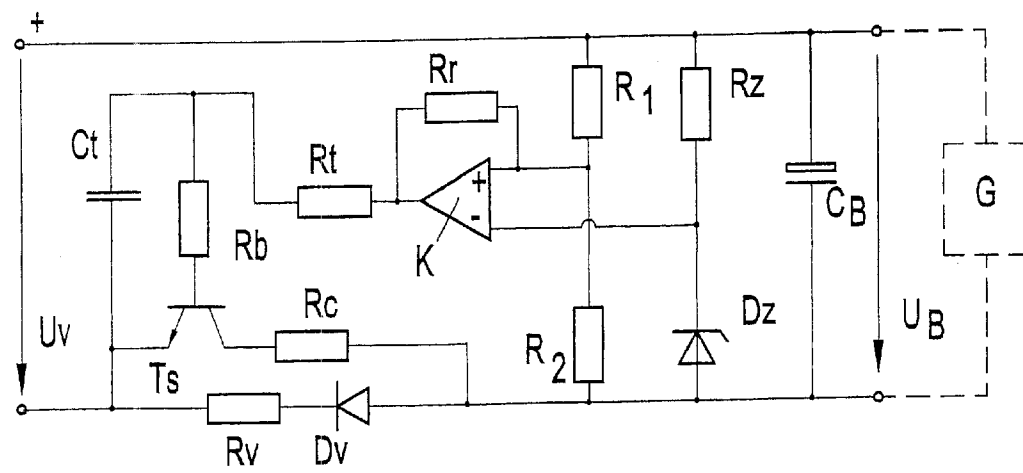 +
Rr
R1
Rz
Ct
Rt
+
-
K
CB
G
Rb
Rc
Uv
Ts
R2
Dz
UB
Rv
Dv